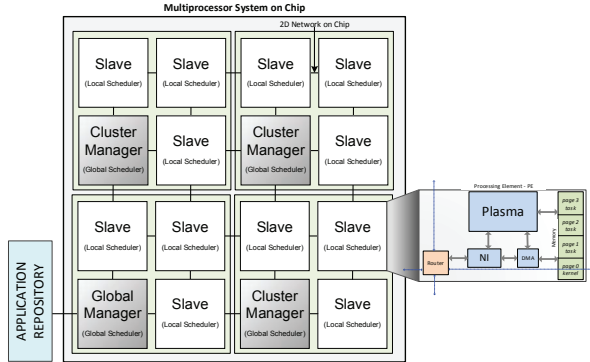 Multiprocessor System on Chip
2D Network on Chip
Slave
(Local Scheduler)
Slave
(Local Scheduler)
Slave
(Local Scheduler)
Slave
(Local Scheduler)
Cluster
Manager
(Global Scheduler)
Slave
(Local Scheduler)
Cluster
Manager
(Global Scheduler)
Slave
(Local Scheduler)
Slave
(Local Scheduler)
Slave
(Local Scheduler)
Slave
(Local Scheduler)
Slave
(Local Scheduler)
Global
Manager
(Global Scheduler)
Slave
(Local Scheduler)
Cluster
Manager
(Global Scheduler)
Slave
(Local Scheduler)
APPLICATION
REPOSITORY
Processing Element - PE
Plasma
Router
NI
DMA
Memory
page 3
task
page 2
task
page 1
task
page 0
kernel